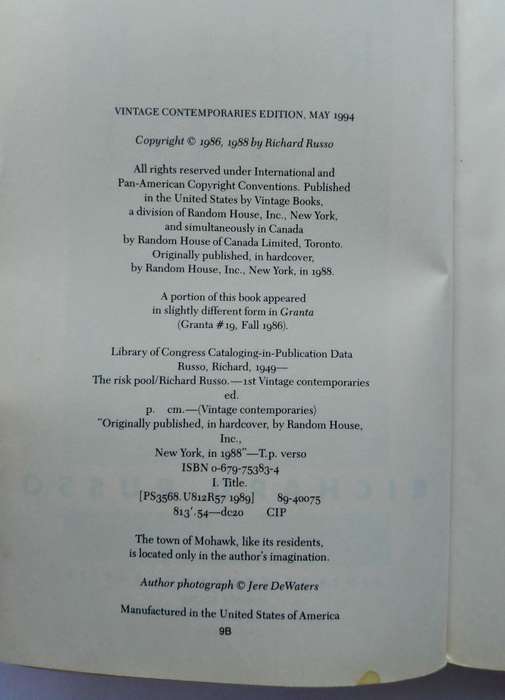 VINTAGE CONTEMPORARIES EDITION, MAY 1994
Copyright © 1986, 1988 by Richard Russo
All rights reserved under International and
Pan-American Copyright Conventions. Published
in the United States by Vintage Books,
a division of Random House, Inc., New York,
and simultaneously in Canada
by Random House of Canada Limited, Toronto.
Originally published, in hardcover,
by Random House, Inc., New York, in 1988.
A portion of this book appeared
in slightly different form in Granta
(Granta #19, Fall 1986).
Library of Congress Cataloging-in-Publication Data
Russo, Richard, 1949—
The risk pool/Richard Russo.—1st Vintage contemporaries
ed.
p. cm.—(Vintage contemporaries)
"Originally published, in hardcover, by Random House,
Inc.,
New York, in 1988"—T.p. verso
ISBN 0-679-75383-4
I. Title.
[PS3568.U812R57 1989] 89-40075
813'.54—dc20 CIP
The town of Mohawk, like its residents,
is located only in the author's imagination.
Author photograph © Jere DeWaters
Manufactured in the United States of America
9B